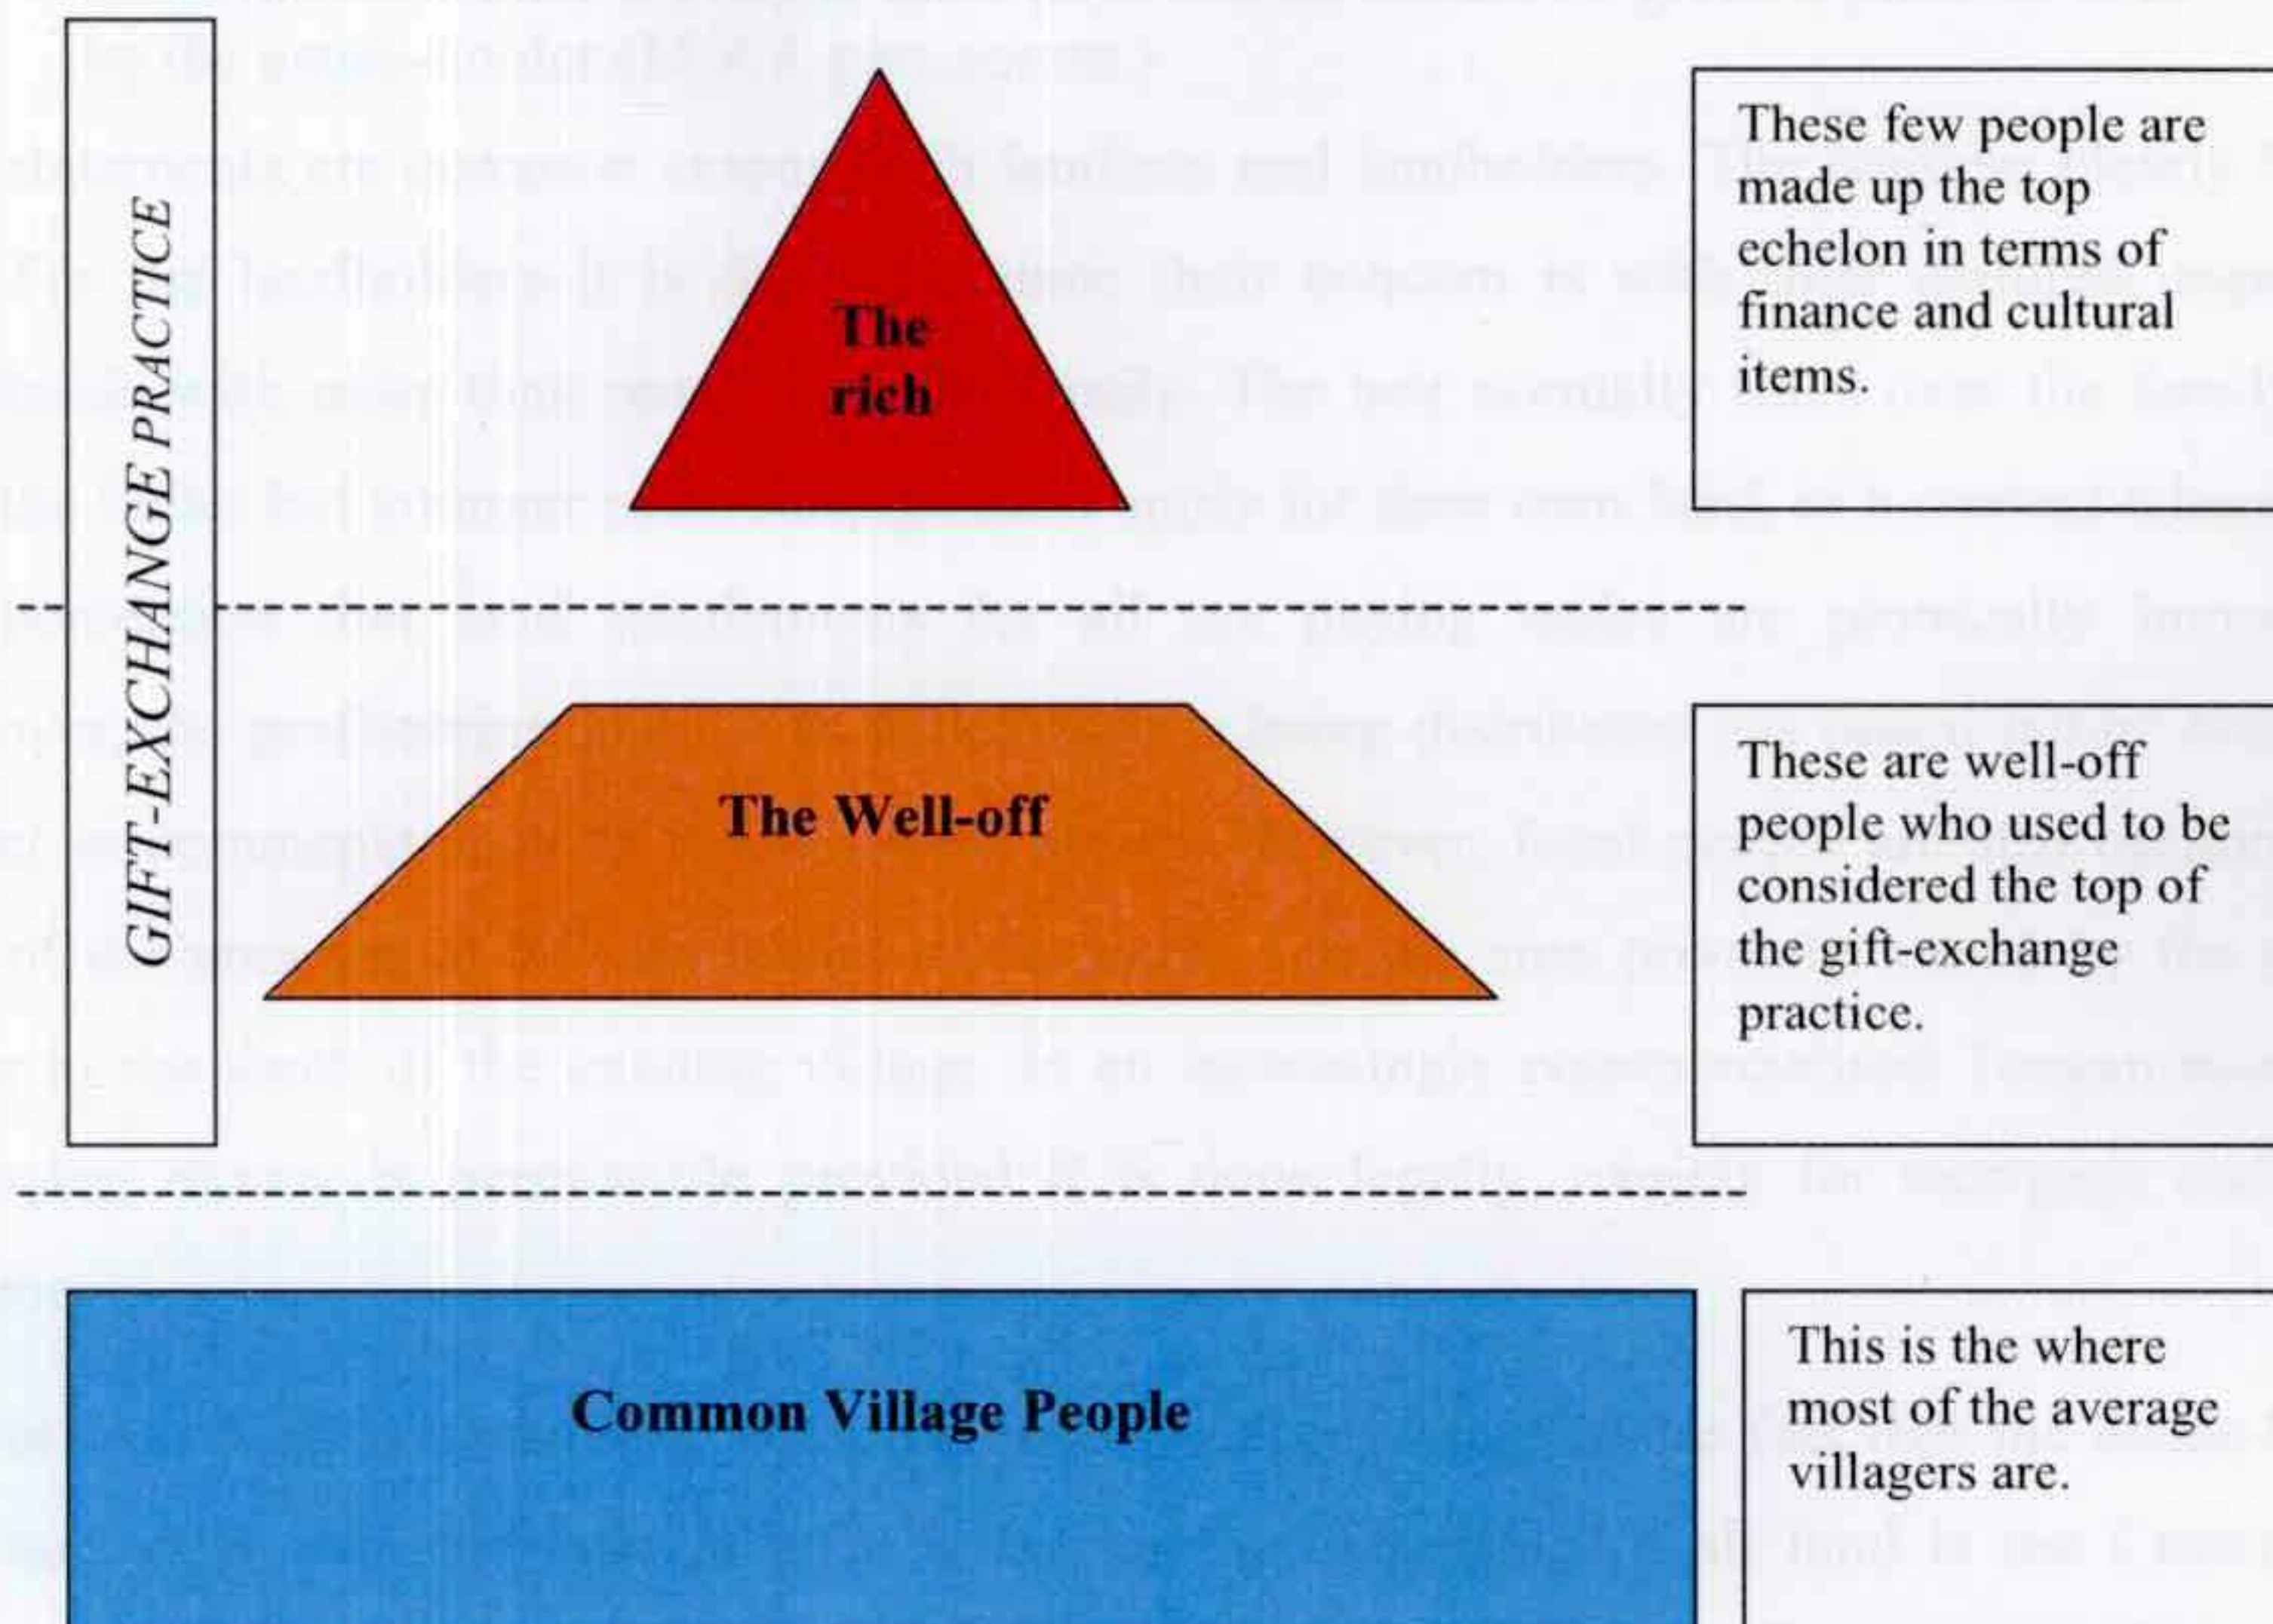 GIFT-EXCHANGE PRACTICE
The
rich
These few people are
made up the top
echelon in terms of
finance and cultural
items.
The Well-off
These are well-off
people who used to be
considered the top of
the gift-exchange
practice.
Common Village People
This is the where
most of the average
villagers are.